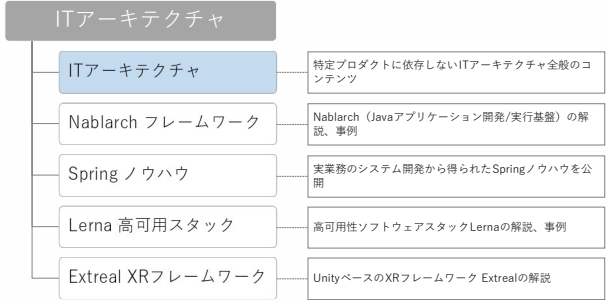 ITアーキテクチャ
ITアーキテクチャ
特定プロダクトに依存しないITアーキテクチャ全般のコ
ンテンツ
Nablarch フレームワーク
Nablarch（Javaアプリケーション開発/実行基盤）の解
説、事例
Spring ノウハウ
実業務のシステム開発から得られたSpringノウハウを公
開
Lerna 高可用スタック
高可用性ソフトウェアスタックLernaの解説、事例
Extreal XRフレームワーク
UnityベースのXRフレームワーク Extrealの解説